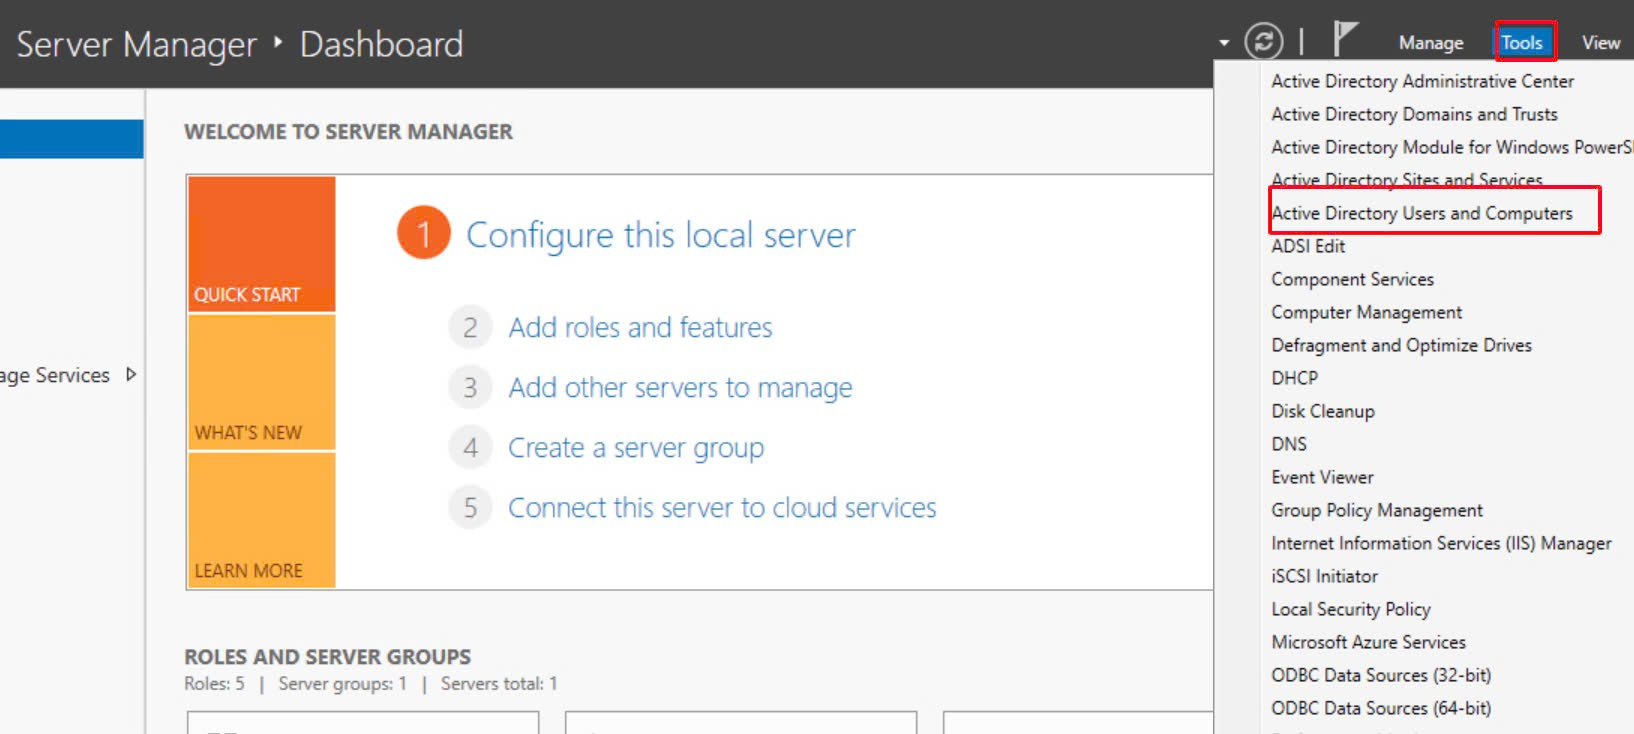 Server Manager ‣ Dashboard
Manage Tools View
WELCOME TO SERVER MANAGER
1 Configure this local server
QUICK START
2 Add roles and features
3 Add other servers to manage
WHAT'S NEW
4 Create a server group
5 Connect this server to cloud services
LEARN MORE
age Services
ROLES AND SERVER GROUPS
Roles: 5 | Server groups: 1 | Servers total: 1
Active Directory Administrative Center
Active Directory Domains and Trusts
Active Directory Module for Windows PowerS
Active Directory Sites and Services
Active Directory Users and Computers
ADSI Edit
Component Services
Computer Management
Defragment and Optimize Drives
DHCP
Disk Cleanup
DNS
Event Viewer
Group Policy Management
Internet Information Services (IIS) Manager
iSCSI Initiator
Local Security Policy
Microsoft Azure Services
ODBC Data Sources (32-bit)
ODBC Data Sources (64-bit)